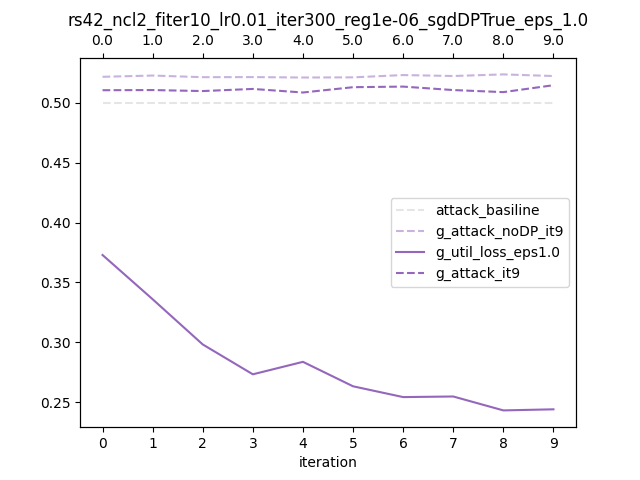 rs42_ncl2_fiter10_lr0.01_iter300_reg1e-06_sgdDPTrue_eps_1.0
0.0 1.0 2.0 3.0 4.0 5.0 6.0 7.0 8.0 9.0
0.50
0.45
0.40
0.35
0.30
0.25
attack_basiline
g_attack_noDP_it9
g_util_loss_eps1.0
g_attack_it9
0 1 2 3 4 5 6 7 8 9
iteration